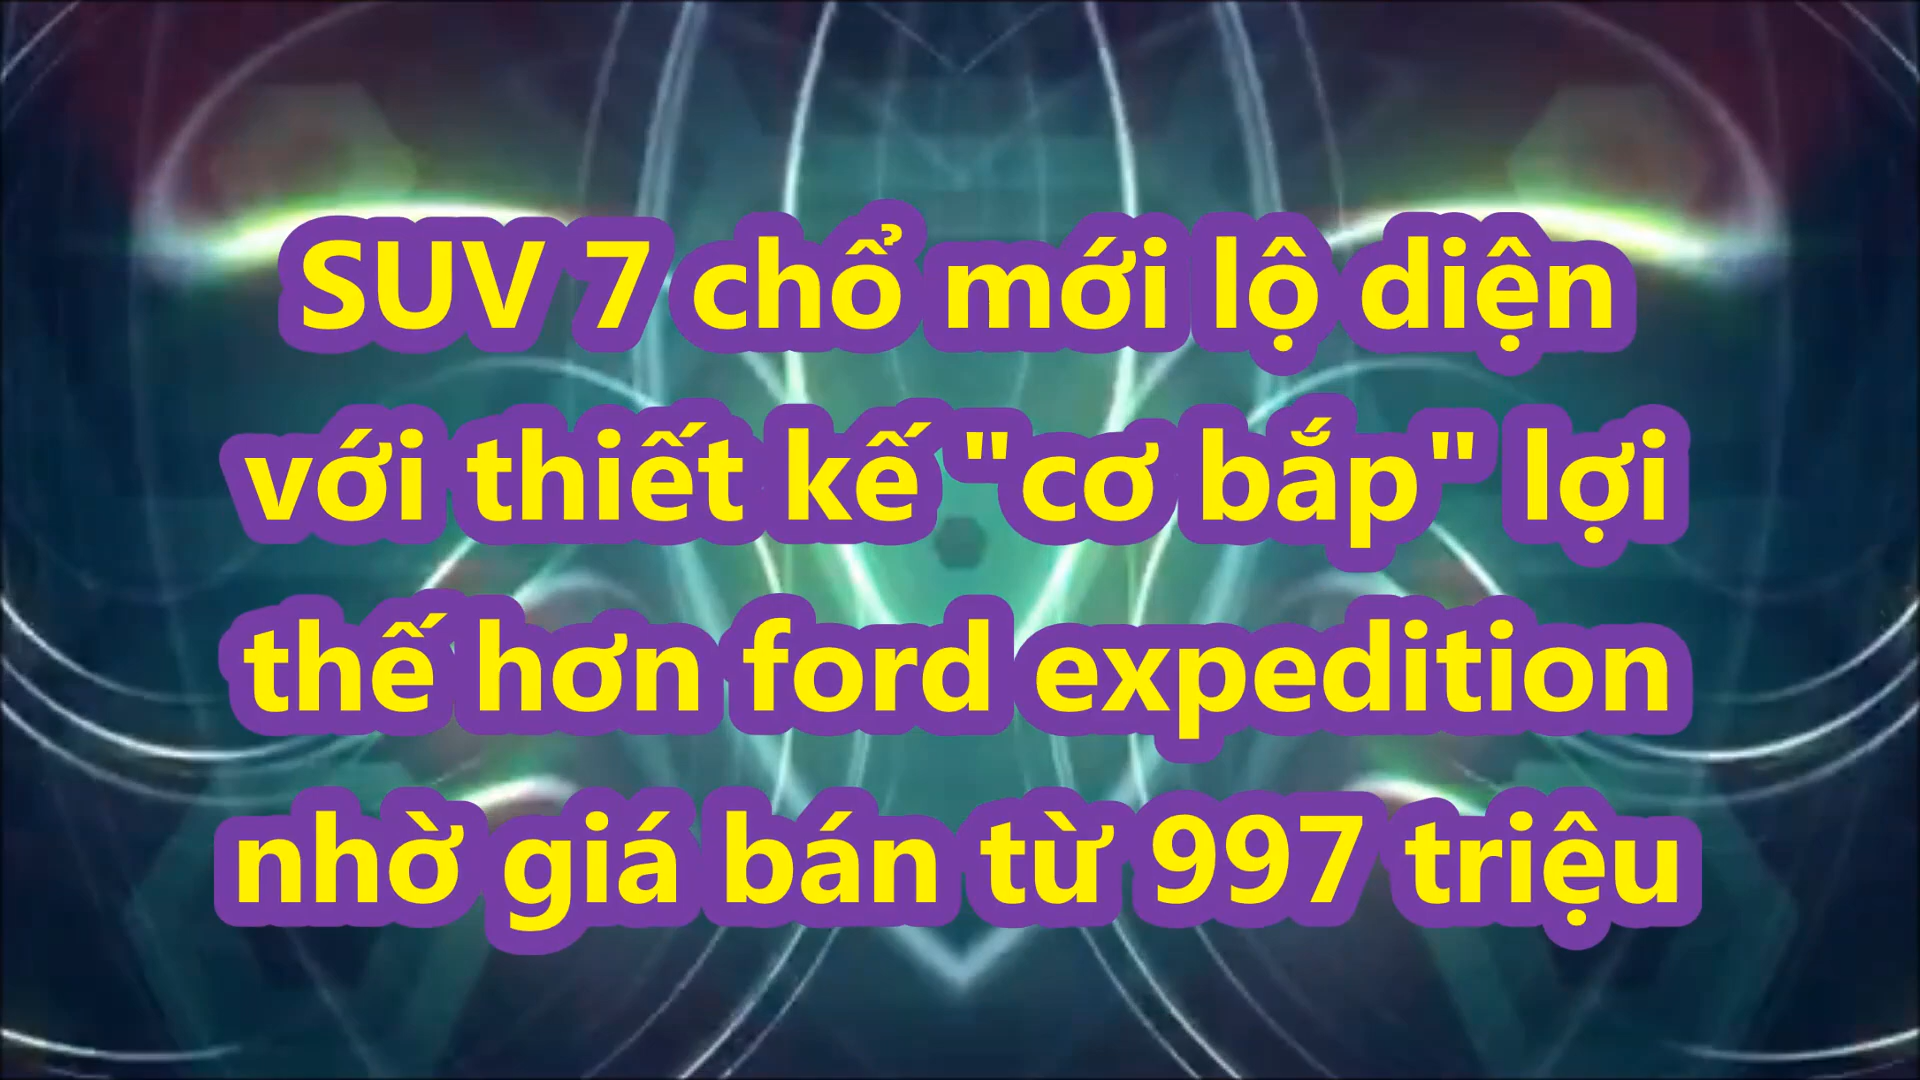 SUV 7 chổ mới lộ diện
với thiết kế "cơ bắp" lợi
thế hơn ford expedition
nhờ giá bán từ 997 triệu